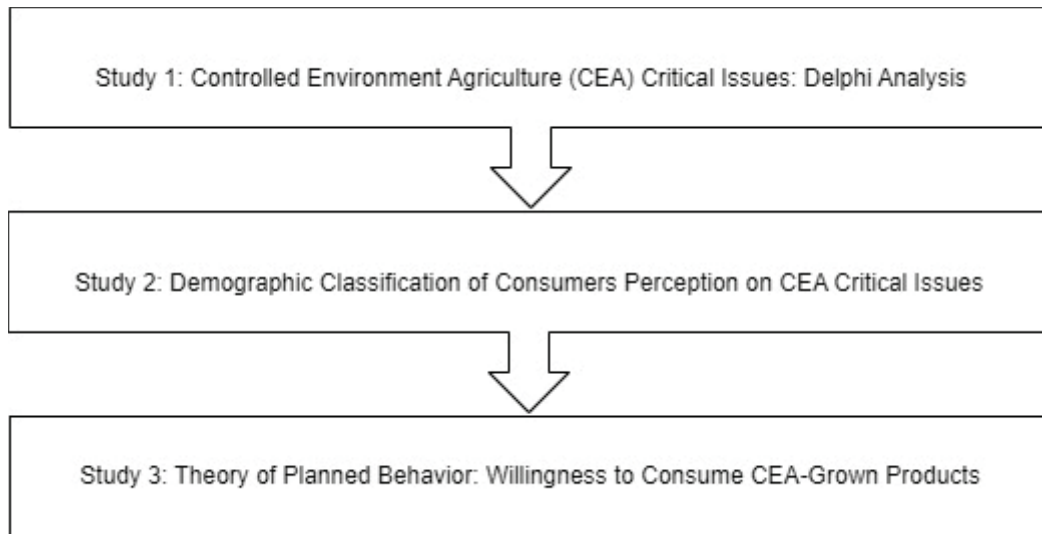 Study 1: Controlled Environment Agriculture (CEA) Critical Issues: Delphi Analysis
Study 2: Demographic Classification of Consumers Perception on CEA Critical Issues
Study 3: Theory of Planned Behavior: Willingness to Consume CEA-Grown Products